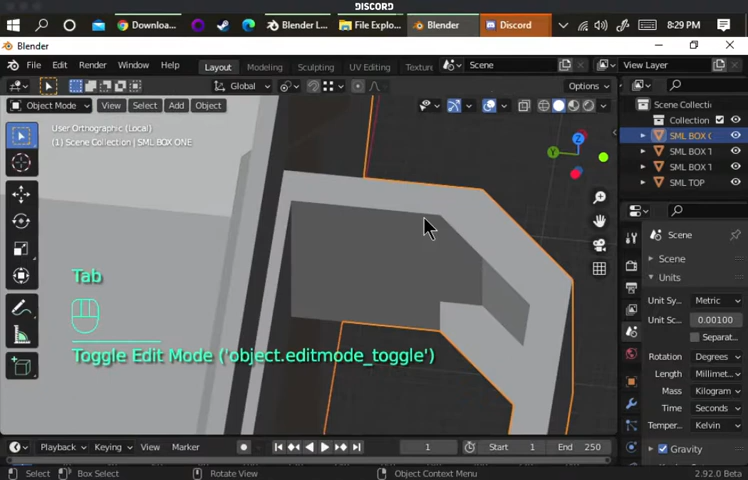 DISCORD
Downloa...
Blender L...
File Explo...
Blender
Discord
8:29 PM
Blender
File Edit Render Window Help Layout Modeling Sculpting UV Editing Textur Scene View Layer
Global Options
Object Mode View Select Add Object
User Orthographic (Local)
(1) Scene Collection | SML BOX ONE
Z
Y
Scene Collectio
Collection
SML BOX
SML BOX T
SML BOX T
SML TOP
Scene
Scene
Units
Unit Sy... Metric
Unit Sc... 0.00100
Separat...
Rotation Degrees
Length Millimet...
Mass Kilogram
Time Seconds
Temper... Kelvin
Gravity
Tab
Toggle Edit Mode ('object.editmode_toggle')
Playback Keying View Marker 1 Start 1 End 250
Select Box Select Rotate View Object Context Menu 2.92.0 Beta